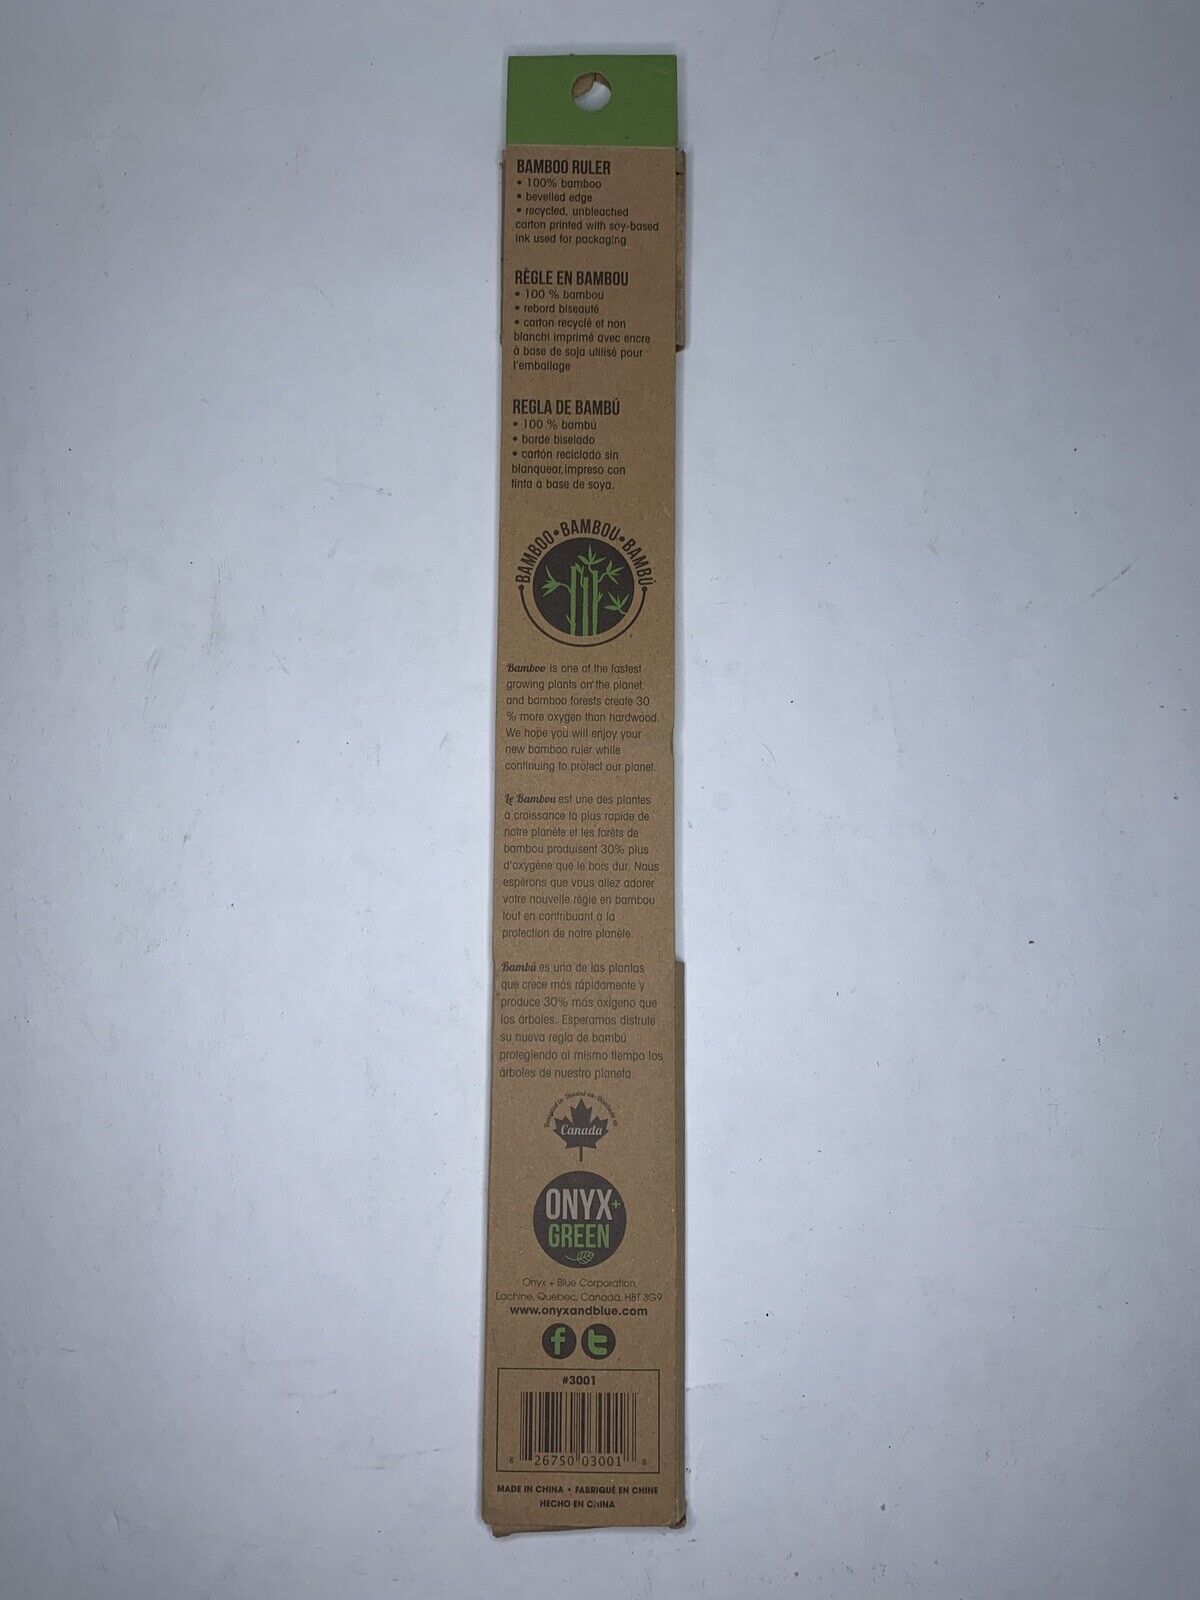 BAMBOO RULER
• 100% bamboo
• bevelled edge
• recycled, unbleached
carton printed with soy-based
ink used for packaging
RÈGLE EN BAMBOU
• 100 % bambou
• rebord biseauté
• carton recyclé et non
blanchi imprimé avec encre
à base de soja utilisé pour
l'emballage
REGLA DE BAMBÚ
• 100 % bambú
• borde biselado
• cartón reciclado sin
blanquear,impreso con
tinta a base de soya.
•BAMBOO•BAMBOU•BAMBÚ•
Bamboo is one of the fastest
growing plants on the planet,
and bamboo forests create 30
% more oxygen than hardwood.
We hope you will enjoy your
new bamboo ruler while
continuing to protect our planet.
Le Bambou est une des plantes
à croissance la plus rapide de
notre planète et les forêts de
bambou produisent 30% plus
d'oxygène que le bois dur. Nous
espérons que vous allez adorer
votre nouvelle règle en bambou
tout en contribuant à la
protection de notre planète.
Bambú es una de las plantas
que crece más rápidamente y
produce 30% más oxígeno que
los árboles. Esperamos disfrute
su nueva regla de bambú
protegiendo al mismo tiempo los
árboles de nuestro planeta.
Designed in • Dessiné au • Diseñado en
Canada
ONYX+
GREEN
Onyx + Blue Corporation
Lachine, Quebec, Canada, H8T 3G9
www.onyxandblue.com
f t
#3001
8 26750 03001 8
MADE IN CHINA • FABRIQUÉ EN CHINE
HECHO EN CHINA